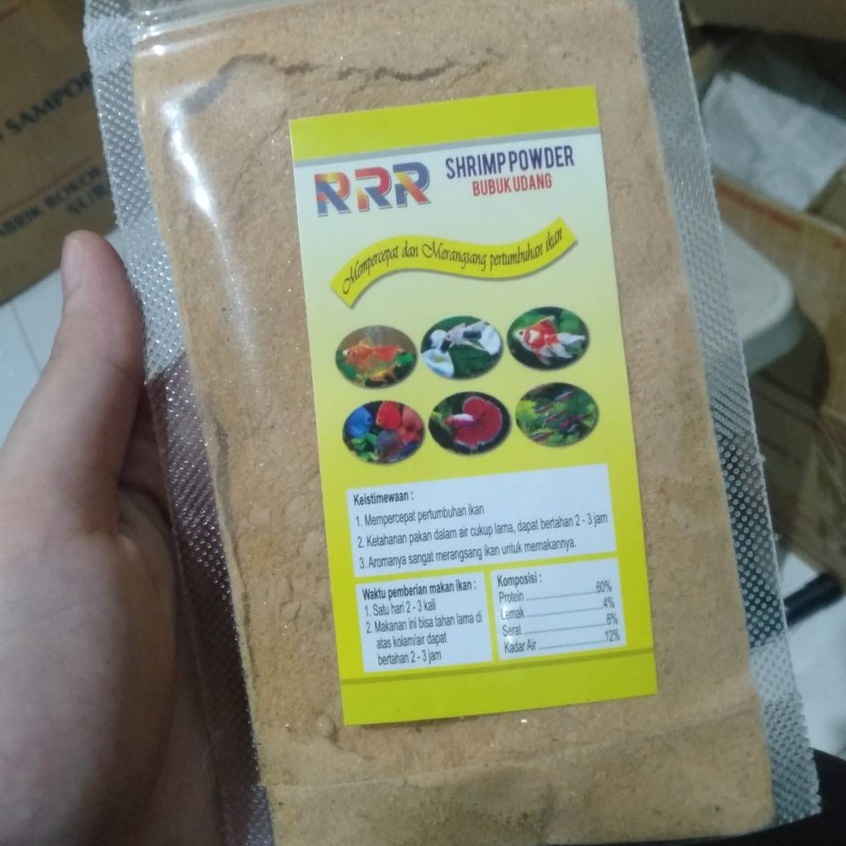 SAMPO
ABRIK ROKO
RRR
SHRIMP POWDER
BUBUK UDANG
Mempercepat dan Merangsang pertumbuhan ikan
Keistimewaan :
1. Mempercepat pertumbuhan ikan
2. Ketahanan pakan dalam air cukup lama, dapat bertahan 2 - 3 jam
3. Aromanya sangat merangsang ikan untuk memakannya.
Waktu pemberian makan ikan :
1. Satu hari 2 - 3 kali
2. Makanan ini bisa tahan lama di
atas kolam/air dapat
bertahan 2 - 3 jam
Komposisi :
Protein ........................60%
Lemak ........................4%
Serat ........................6%
Kadar Air ........................12%